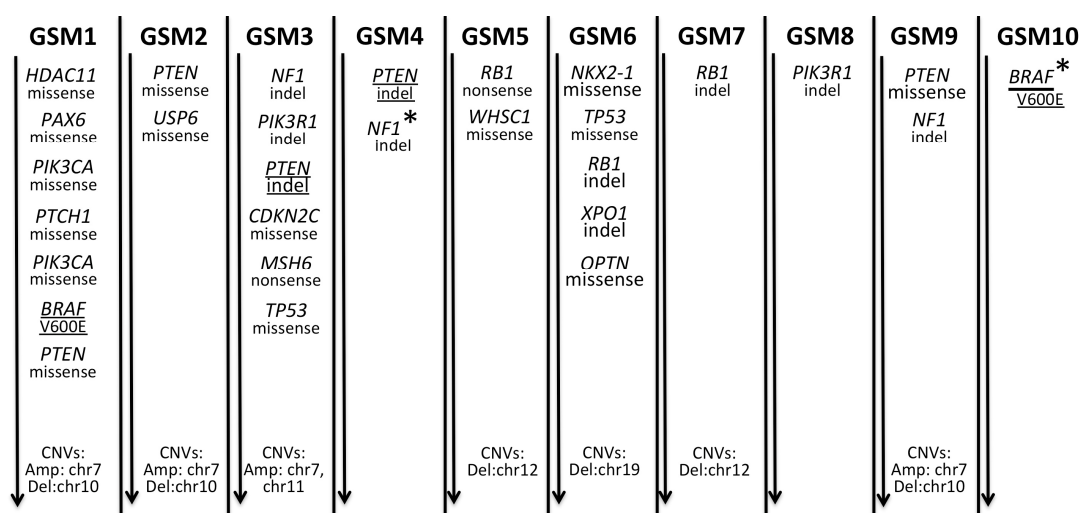 GSM1
HDAC11
missense
PAX6
missense
PIK3CA
missense
PTCH1
missense
PIK3CA
missense
BRAF
V600E
PTEN
missense
CNVs:
Amp: chr7
Del:chr10
GSM2
PTEN
missense
USP6
missense
CNVs:
Amp: chr7
Del:chr10
GSM3
NF1
indel
PIK3R1
indel
PTEN
indel
CDKN2C
missense
MSH6
nonsense
TP53
missense
CNVs:
Amp: chr7,
chr11
GSM4
PTEN
indel
NF1*
indel
GSM5
RB1
nonsense
WHSC1
missense
CNVs:
Del:chr12
GSM6
NKX2-1
missense
TP53
missense
RB1
indel
XPO1
indel
OPTN
missense
CNVs:
Del:chr19
GSM7
RB1
indel
CNVs:
Del:chr12
GSM8
PIK3R1
indel
GSM9
PTEN
missense
NF1
indel
CNVs:
Amp: chr7
Del:chr10
GSM10
BRAF*
V600E